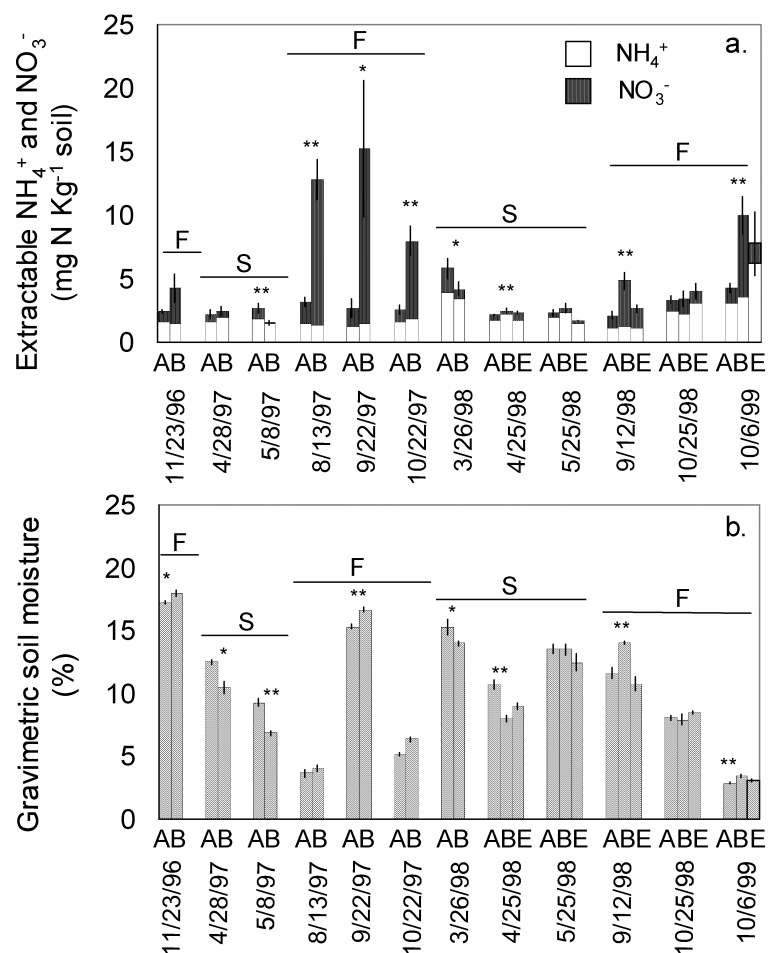 25
20
15
10
5
0
Extractable NH₄⁺ and NO₃⁻
(mg N Kg⁻¹ soil)
a.
NH₄⁺
NO₃⁻
F
S
**
F
**
*
**
S
*
**
F
**
**
AB AB AB AB AB AB AB ABE ABE ABE ABE ABE
11/23/96 4/28/97 5/8/97 8/13/97 9/22/97 10/22/97 3/26/98 4/25/98 5/25/98 9/12/98 10/25/98 10/6/99
25
20
15
10
5
0
Gravimetric soil moisture
(%)
b.
F
*
S
*
**
F
**
S
*
**
F
**
**
AB AB AB AB AB AB AB ABE ABE ABE ABE ABE
11/23/96 4/28/97 5/8/97 8/13/97 9/22/97 10/22/97 3/26/98 4/25/98 5/25/98 9/12/98 10/25/98 10/6/99